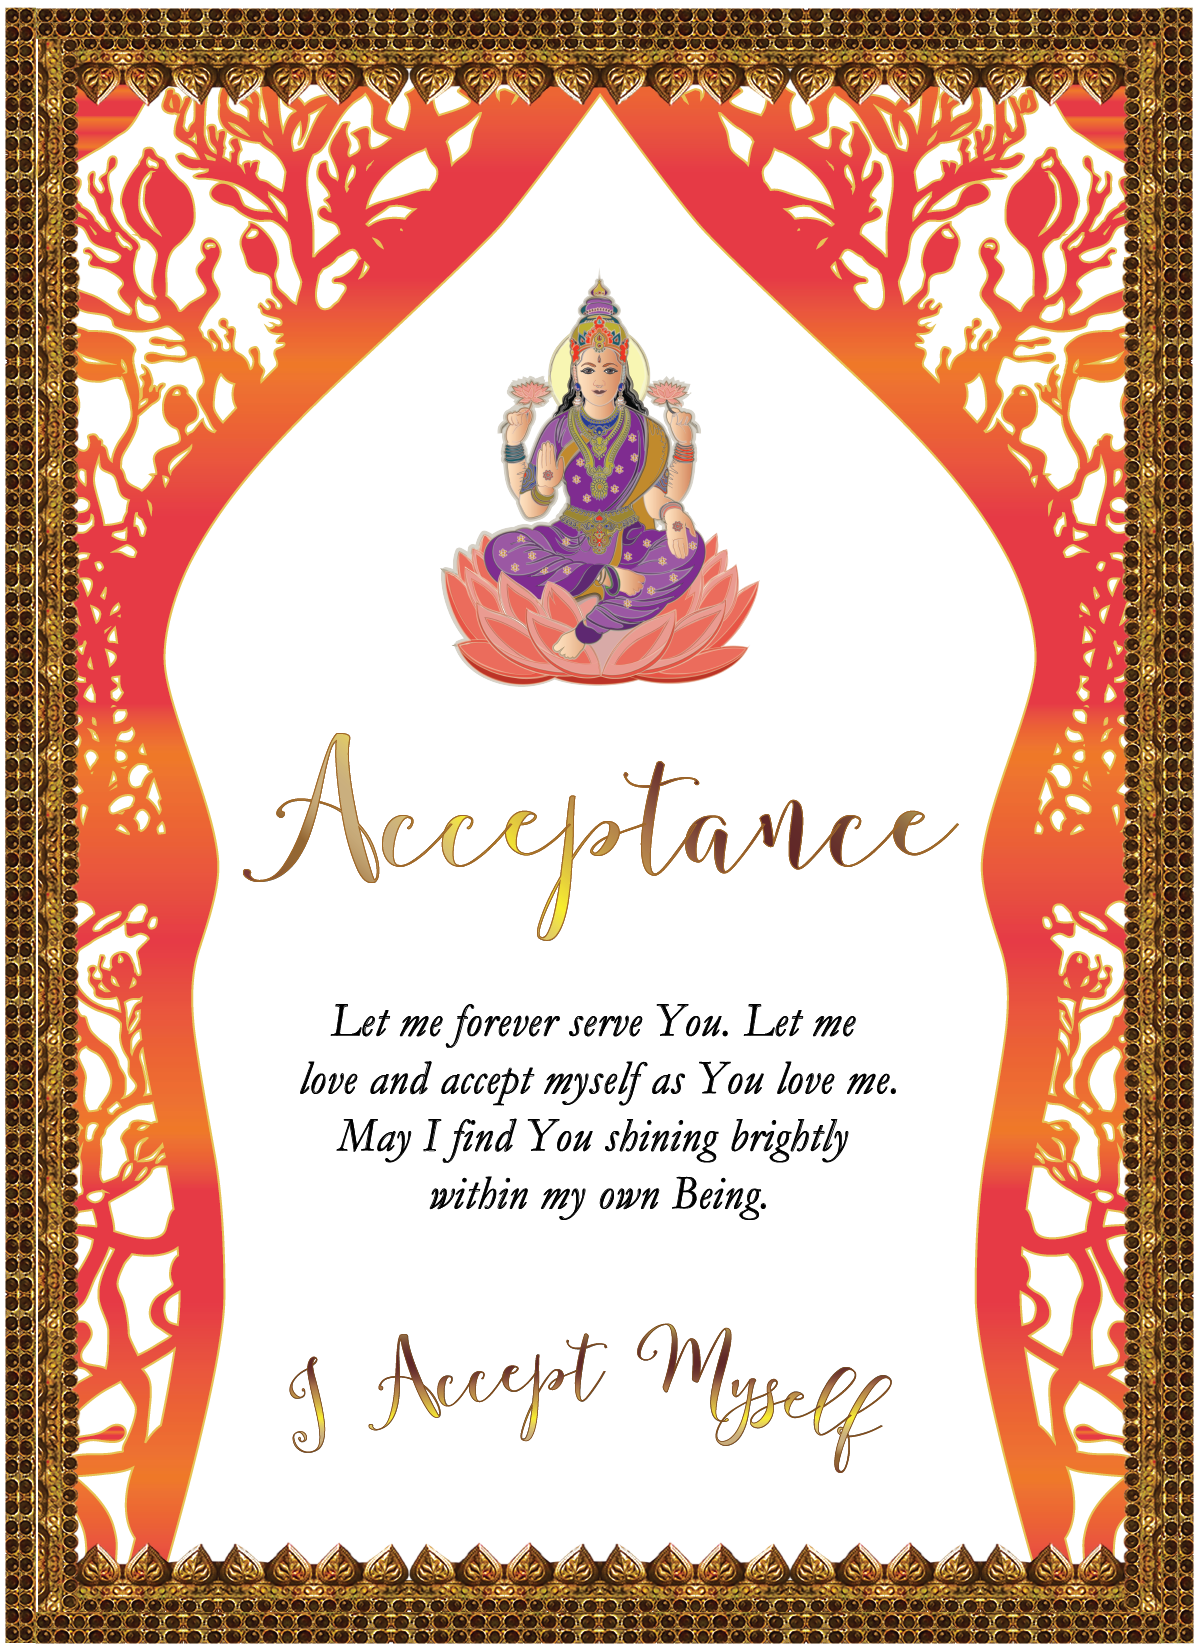 Acceptance
Let me forever serve You. Let me
love and accept myself as You love me.
May I find You shining brightly
within my own Being.
I Accept Myself